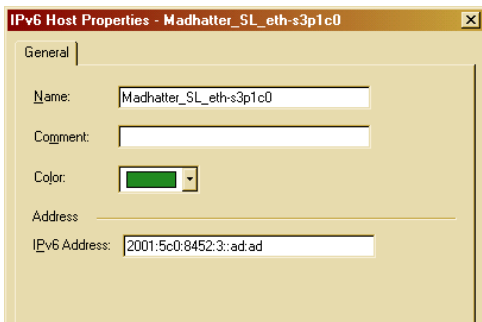 IPv6 Host Properties - Madhatter_SL_eth-s3p1c0
General
Name: Madhatter_SL_eth-s3p1c0
Comment:
Color:
Address
IPv6 Address: 2001:5c0:8452:3::ad:ad